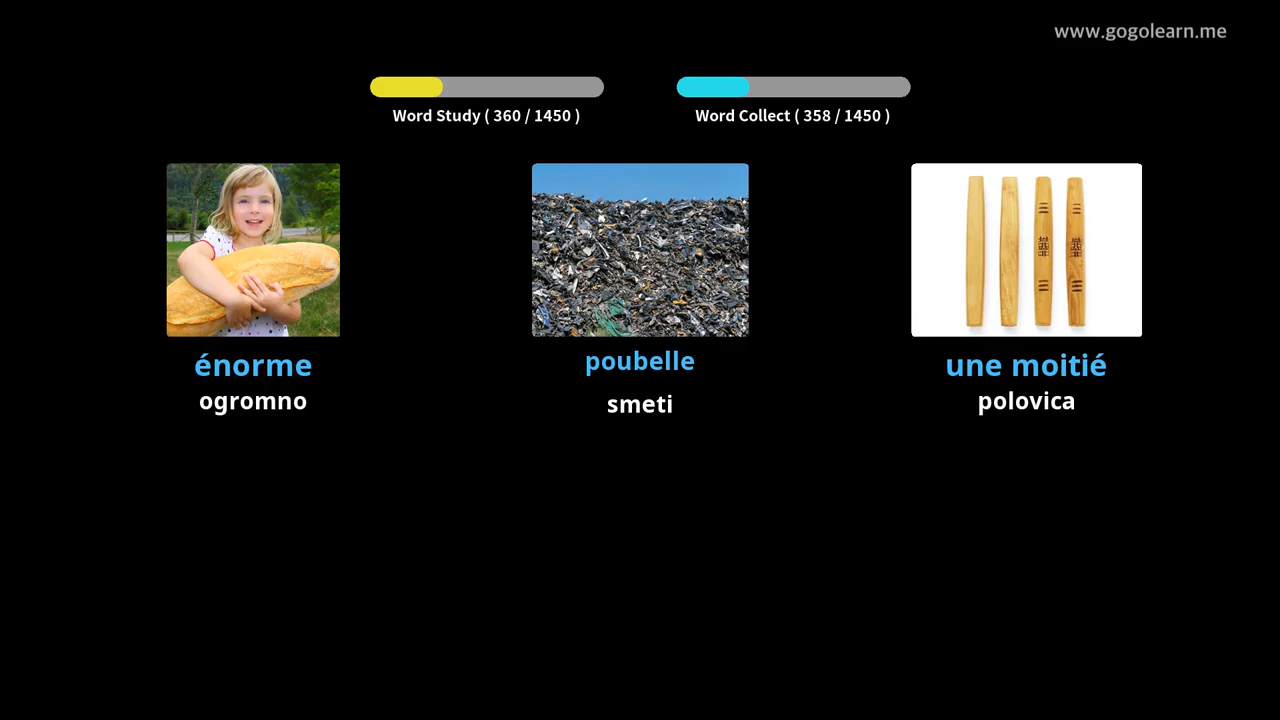 www.gogolearn.me
Word Study ( 360 / 1450 )
Word Collect ( 358 / 1450 )
énorme
ogromno
poubelle
smeti
une moitié
polovica